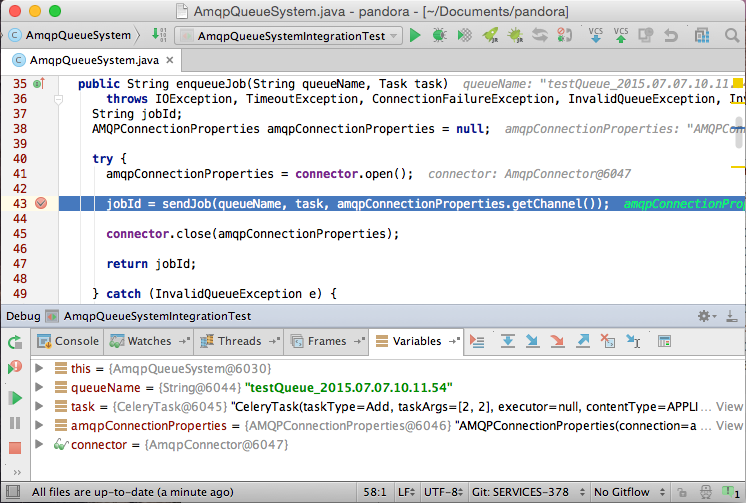 AmqpQueueSystem.java - pandora - [~/Documents/pandora]
C AmqpQueueSystem AmqpQueueSystemIntegrationTest VCS VCS
C AmqpQueueSystem.java ×
35 public String enqueueJob(String queueName, Task task) queueName: "testQueue_2015.07.07.10.11.
36 throws IOException, TimeoutException, ConnectionFailureException, InvalidQueueException, Inv
37 String jobId;
38 AMQPConnectionProperties amqpConnectionProperties = null; amqpConnectionProperties: "AMQPC
39
40 try {
41 amqpConnectionProperties = connector.open(); connector: AmqpConnector@6047
42
43 jobId = sendJob(queueName, task, amqpConnectionProperties.getChannel()); amqpConnectionPro
44
45 connector.close(amqpConnectionProperties);
46
47 return jobId;
48
49 } catch (InvalidQueueException e) {
Debug AmqpQueueSystemIntegrationTest
Console Watches Threads Frames Variables
this = {AmqpQueueSystem@6030}
queueName = {String@6044} "testQueue_2015.07.07.10.11.54"
task = {CeleryTask@6045} "CeleryTask(taskType=Add, taskArgs=[2, 2], executor=null, contentType=APPLI ... View
amqpConnectionProperties = {AMQPConnectionProperties@6046} "AMQPConnectionProperties(connection=a ... View
connector = {AmqpConnector@6047}
All files are up-to-date (a minute ago) 58:1 LF UTF-8 Git: SERVICES-378 No Gitflow 1